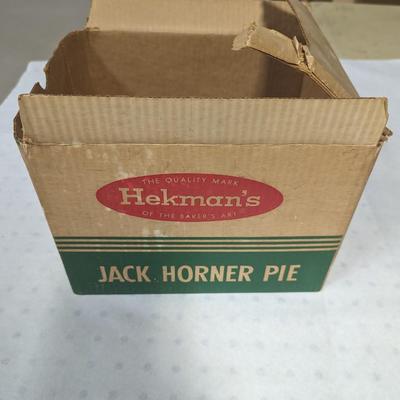 THE QUALITY MARK
Hekman's
OF THE BAKER'S ART
JACK HORNER PIE